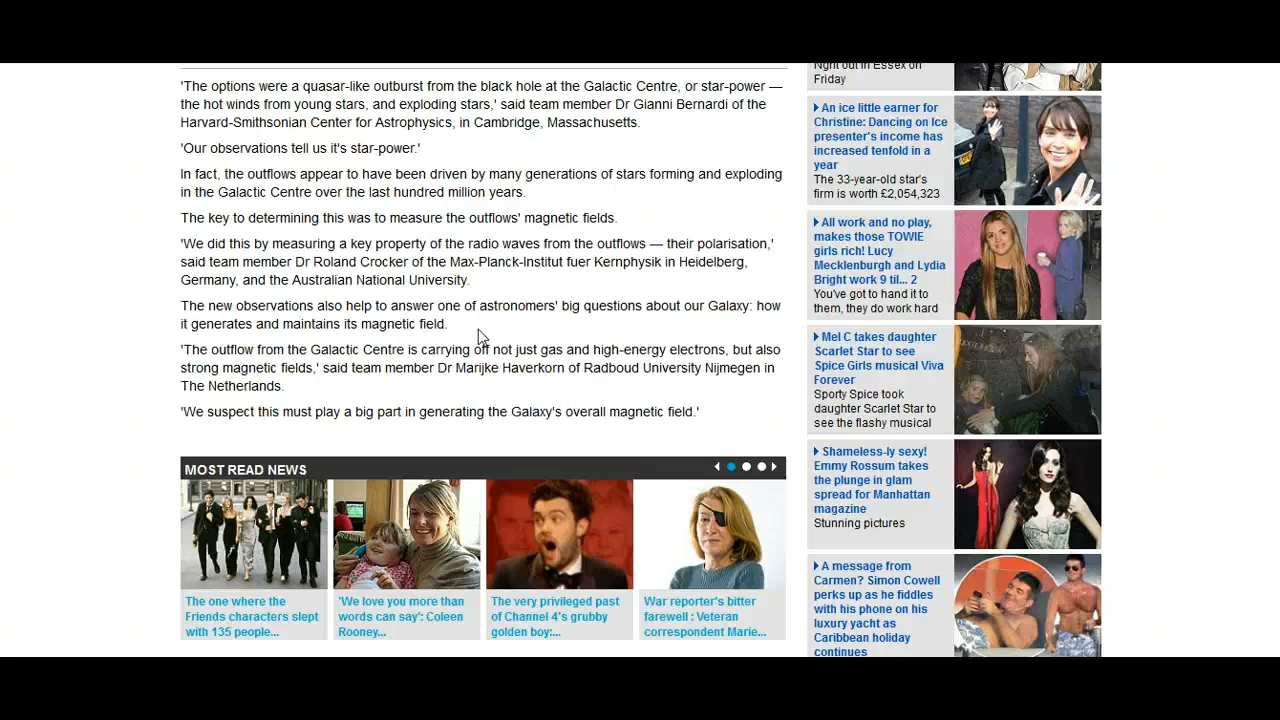 'The options were a quasar-like outburst from the black hole at the Galactic Centre, or star-power —
the hot winds from young stars, and exploding stars,' said team member Dr Gianni Bernardi of the
Harvard-Smithsonian Center for Astrophysics, in Cambridge, Massachusetts.
'Our observations tell us it's star-power.'
In fact, the outflows appear to have been driven by many generations of stars forming and exploding
in the Galactic Centre over the last hundred million years.
The key to determining this was to measure the outflows' magnetic fields.
'We did this by measuring a key property of the radio waves from the outflows — their polarisation,'
said team member Dr Roland Crocker of the Max-Planck-Institut fuer Kernphysik in Heidelberg,
Germany, and the Australian National University.
The new observations also help to answer one of astronomers' big questions about our Galaxy: how
it generates and maintains its magnetic field.
'The outflow from the Galactic Centre is carrying off not just gas and high-energy electrons, but also
strong magnetic fields,' said team member Dr Marijke Haverkorn of Radboud University Nijmegen in
The Netherlands.
'We suspect this must play a big part in generating the Galaxy's overall magnetic field.'
MOST READ NEWS
The one where the
Friends characters slept
with 135 people...
'We love you more than
words can say': Coleen
Rooney...
The very privileged past
of Channel 4's grubby
golden boy:...
War reporter's bitter
farewell : Veteran
correspondent Marie...
Night out in Essex on
Friday
An ice little earner for
Christine: Dancing on Ice
presenter's income has
increased tenfold in a
year
The 33-year-old star's
firm is worth £2,054,323
All work and no play,
makes those TOWIE
girls rich! Lucy
Mecklenburgh and Lydia
Bright work 9 til... 2
You've got to hand it to
them, they do work hard
Mel C takes daughter
Scarlet Star to see
Spice Girls musical Viva
Forever
Sporty Spice took
daughter Scarlet Star to
see the flashy musical
Shameless-ly sexy!
Emmy Rossum takes
the plunge in glam
spread for Manhattan
magazine
Stunning pictures
A message from
Carmen? Simon Cowell
perks up as he fiddles
with his phone on his
luxury yacht as
Caribbean holiday
continues